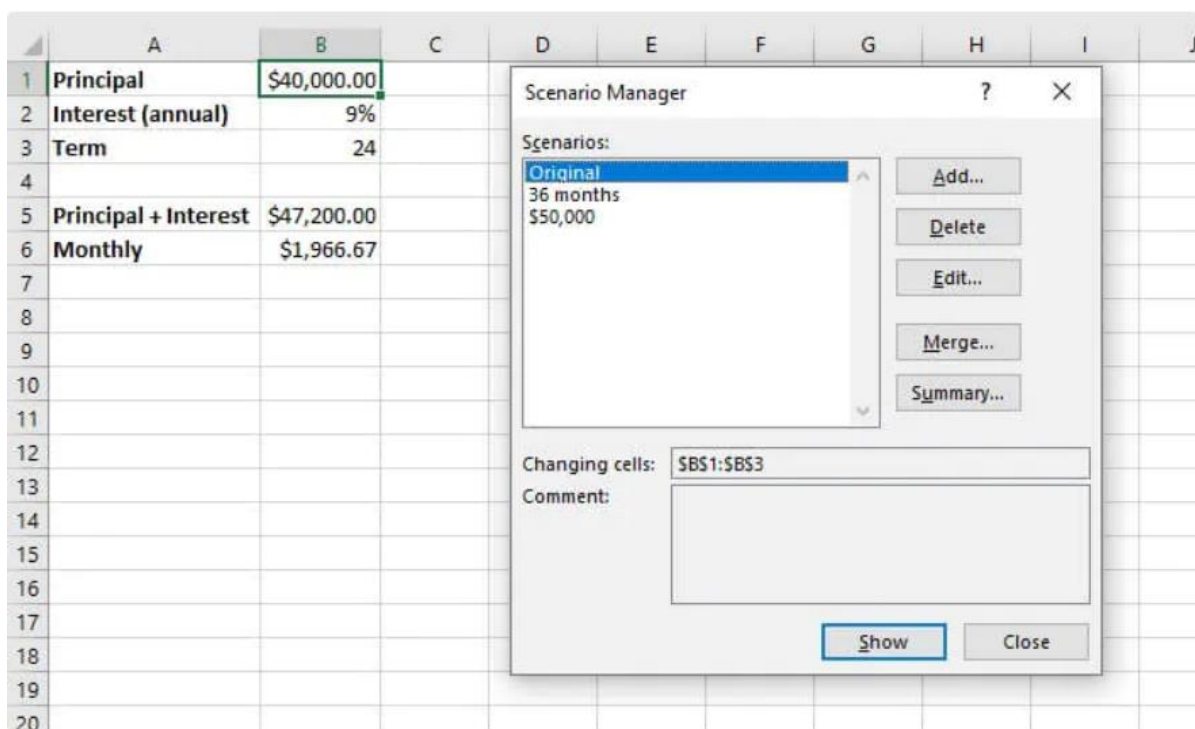 A B C D E F G H I J
1 Principal $40,000.00
2 Interest (annual) 9%
3 Term 24
4
5 Principal + Interest $47,200.00
6 Monthly $1,966.67
7
8
9
10
11
12
13
14
15
16
17
18
19
20
Scenario Manager ? ×
Scenarios:
Original
36 months
$50,000
Add...
Delete
Edit...
Merge...
Summary...
Changing cells: $B$1:$B$3
Comment:
Show Close